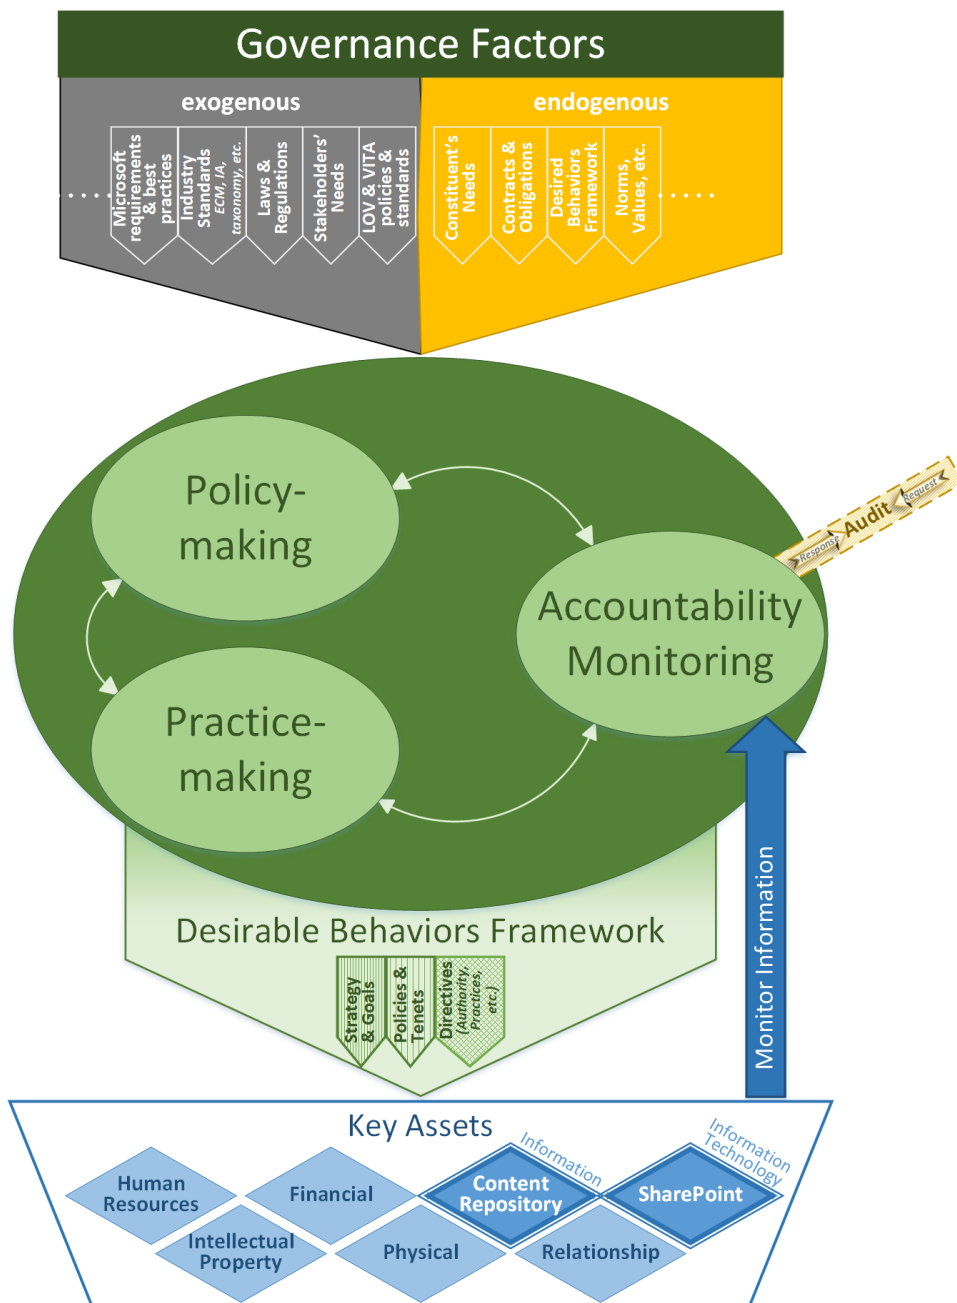 Governance Factors
exogenous
endogenous
Microsoft
requirements
& best
practices
Industry
Standards
ECM, IA,
taxonomy, etc.
Laws &
Regulations
Stakeholders'
Needs
LOV & VITA
policies &
standards
Constituent's
Needs
Contracts &
Obligations
Desired
Behaviors
Framework
Norms,
Values, etc.
Policy-
making
Accountability
Monitoring
Response
Audit
Request
Practice-
making
Monitor Information
Desirable Behaviors Framework
Strategy
& Goals
Policies &
Tenets
Directives
(Authority,
Practices,
etc.)
Key Assets
Information
Information
Technology
Human
Resources
Financial
Content
Repository
SharePoint
Intellectual
Property
Physical
Relationship